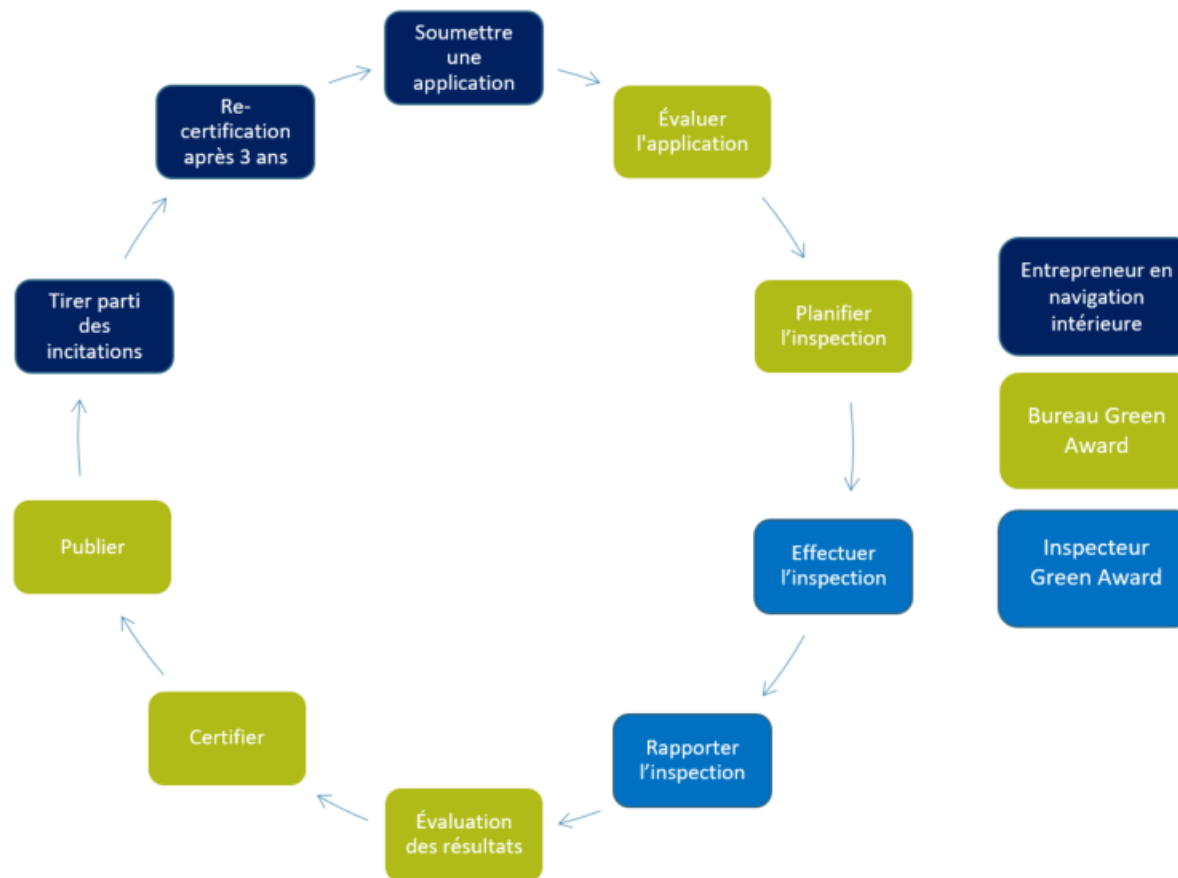 Soumettre
une
application
Évaluer
l'application
Planifier
l’inspection
Effectuer
l’inspection
Rapporter
l’inspection
Évaluation
des résultats
Certifier
Publier
Tirer parti
des
incitations
Re-
certification
après 3 ans
Entrepreneur en
navigation
intérieure
Bureau Green
Award
Inspecteur
Green Award